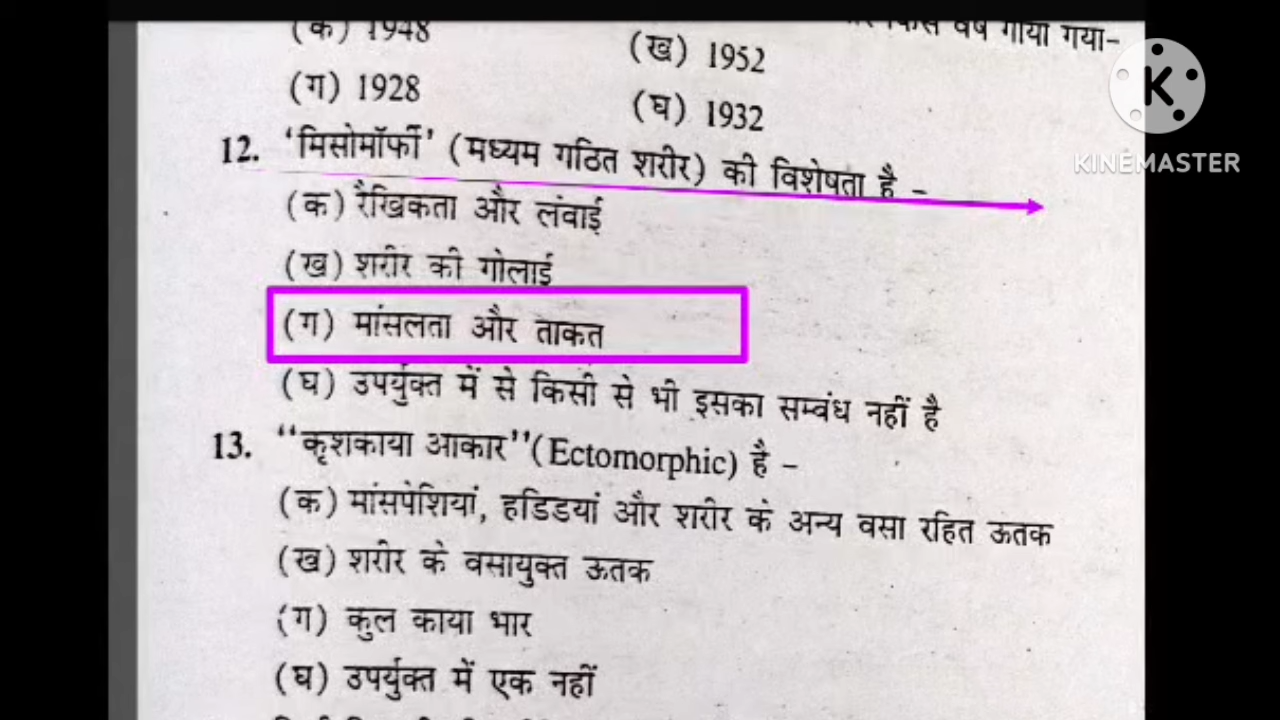 किस वर्ष गाया गया-
(क) 1948
(ख) 1952
(ग) 1928
(घ) 1932
KINEMASTER
12. 'मिसोमॉर्फी' (मध्यम गठित शरीर) की विशेषता है -
(क) रैखिकता और लंवाई
(ख) शरीर की गोलाई
(ग) मांसलता और ताकत
(घ) उपर्युक्त में से किसी से भी इसका सम्बंध नहीं है
13. "कृशकाया आकार"(Ectomorphic) है -
(क) मांसपेशियां, हडिडयां और शरीर के अन्य वसा रहित ऊतक
(ख) शरीर के वसायुक्त ऊतक
(ग) कुल काया भार
(घ) उपर्युक्त में एक नहीं